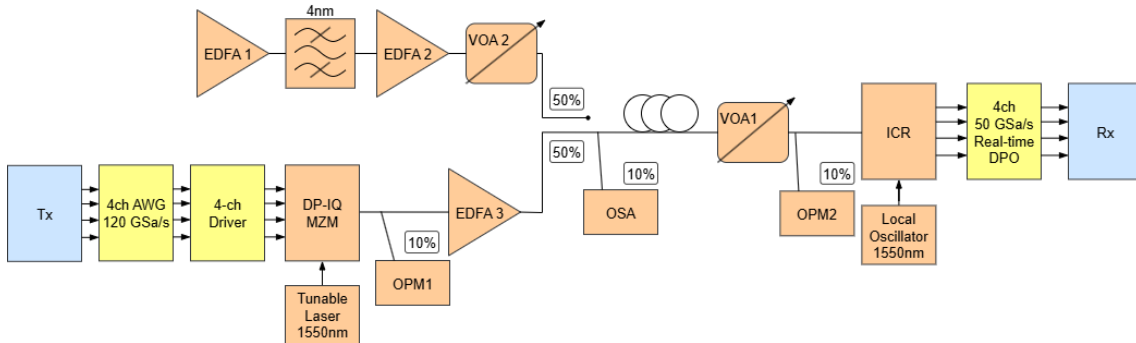 4nm
EDFA 1
EDFA 2
VOA 2
50%
50%
VOA1
ICR
4ch
50 GSa/s
Real-time
DPO
Rx
Tx
4ch AWG
120 GSa/s
4-ch
Driver
DP-IQ
MZM
EDFA 3
10%
OPM1
10%
OSA
10%
OPM2
Local
Oscillator
1550nm
Tunable
Laser
1550nm